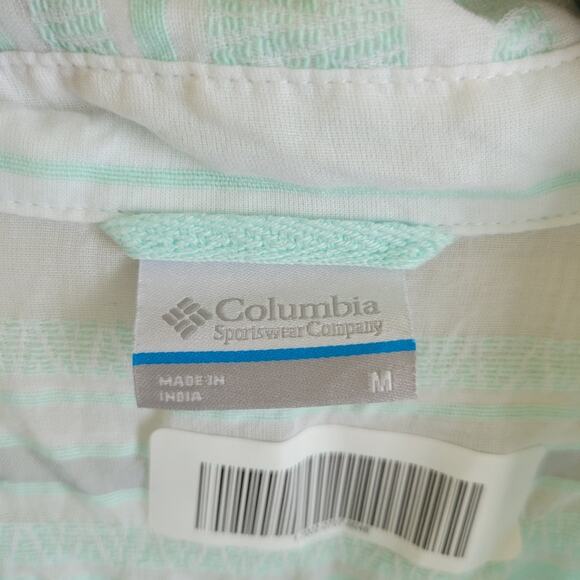 Columbia
Sportswear Company
MADE IN
INDIA
M